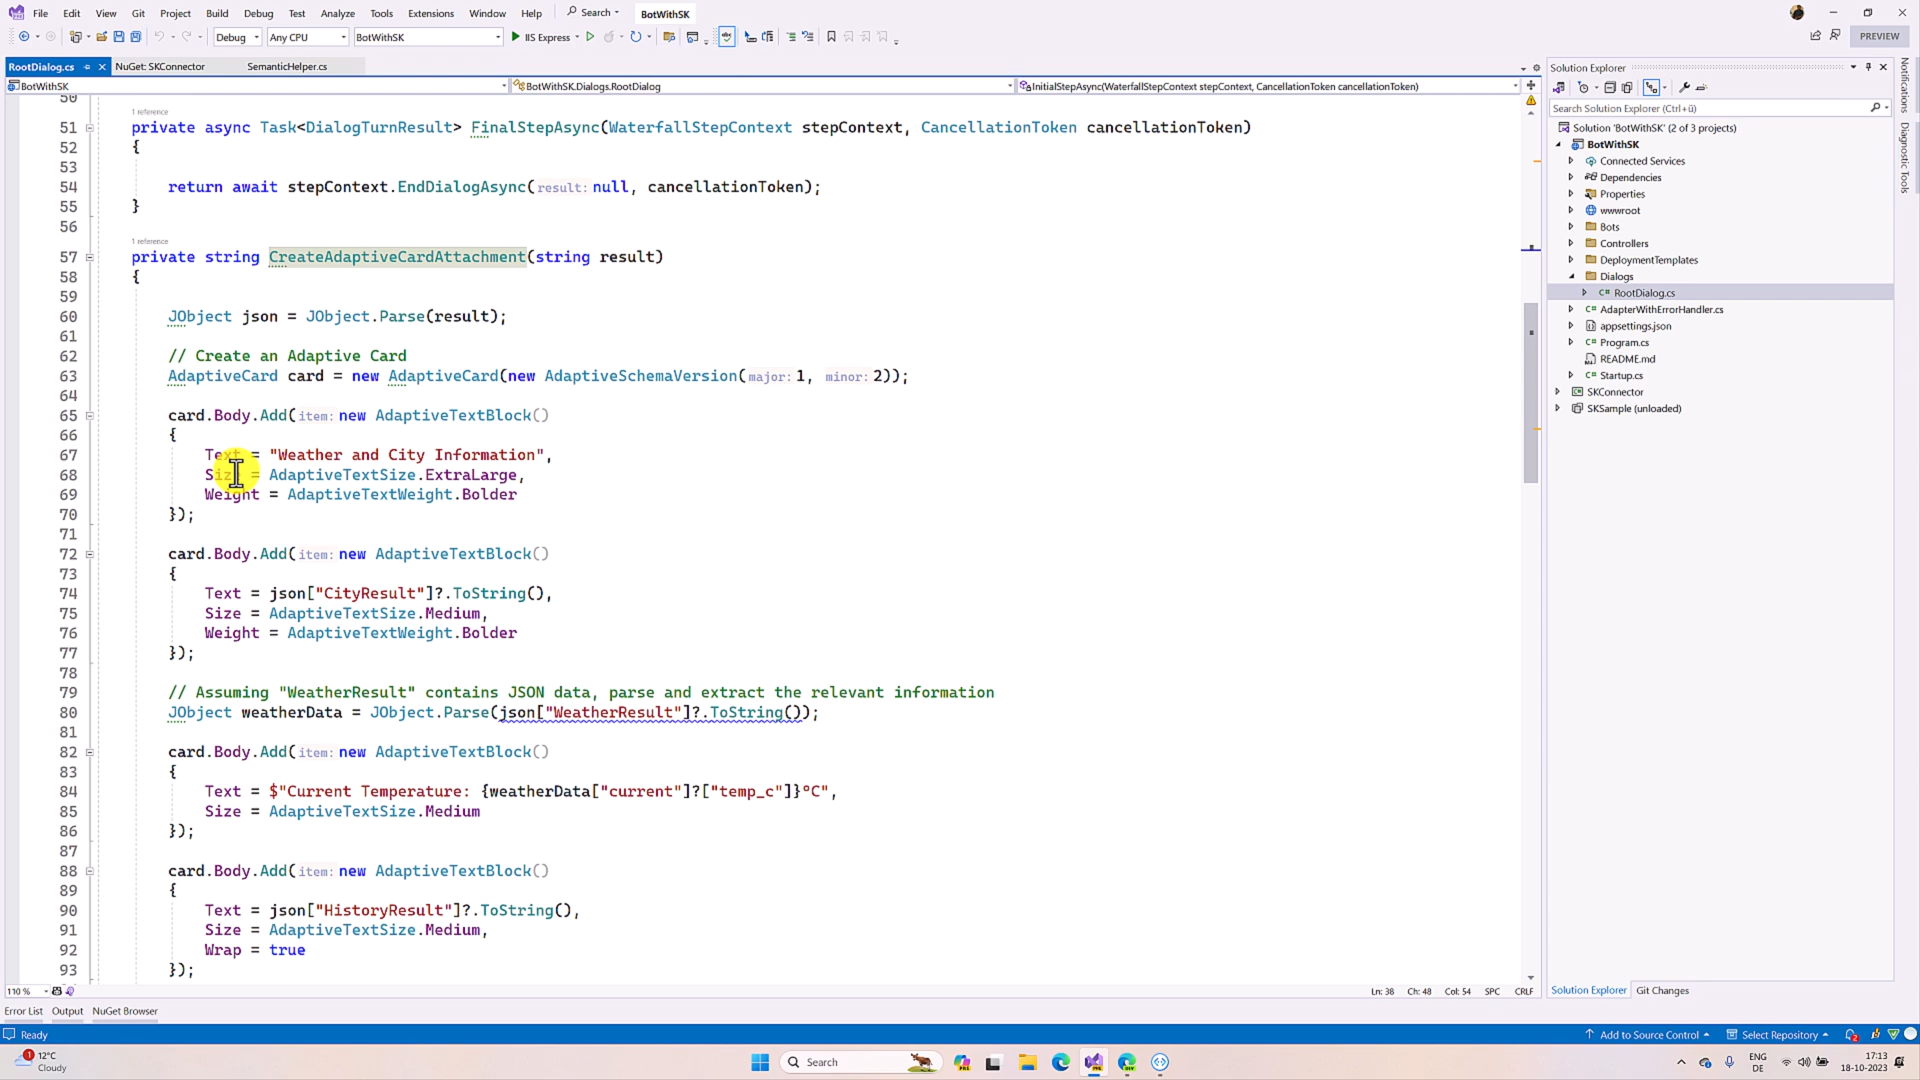 File Edit View Git Project Build Debug Test Analyze Tools Extensions Window Help Search BotWithSK
Debug Any CPU BotWithSK IIS Express PREVIEW
RootDialog.cs NuGet: SKConnector SemanticHelper.cs
BotWithSK BotWithSK.Dialogs.RootDialog InitialStepAsync(WaterfallStepContext stepContext, CancellationToken cancellationToken)
50
1 reference
51 private async Task<DialogTurnResult> FinalStepAsync(WaterfallStepContext stepContext, CancellationToken cancellationToken)
52 {
53
54 return await stepContext.EndDialogAsync(result: null, cancellationToken);
55 }
56
1 reference
57 private string CreateAdaptiveCardAttachment(string result)
58 {
59
60 JObject json = JObject.Parse(result);
61
62 // Create an Adaptive Card
63 AdaptiveCard card = new AdaptiveCard(new AdaptiveSchemaVersion(major: 1, minor: 2));
64
65 card.Body.Add(item: new AdaptiveTextBlock()
66 {
67 Text = "Weather and City Information",
68 Size = AdaptiveTextSize.ExtraLarge,
69 Weight = AdaptiveTextWeight.Bolder
70 });
71
72 card.Body.Add(item: new AdaptiveTextBlock()
73 {
74 Text = json["CityResult"]?.ToString(),
75 Size = AdaptiveTextSize.Medium,
76 Weight = AdaptiveTextWeight.Bolder
77 });
78
79 // Assuming "WeatherResult" contains JSON data, parse and extract the relevant information
80 JObject weatherData = JObject.Parse(json["WeatherResult"]?.ToString());
81
82 card.Body.Add(item: new AdaptiveTextBlock()
83 {
84 Text = $"Current Temperature: {weatherData["current"]?["temp_c"]}°C",
85 Size = AdaptiveTextSize.Medium
86 });
87
88 card.Body.Add(item: new AdaptiveTextBlock()
89 {
90 Text = json["HistoryResult"]?.ToString(),
91 Size = AdaptiveTextSize.Medium,
92 Wrap = true
93 });
110 % Ln: 38 Ch: 48 Col: 54 SPC CRLF
Solution Explorer
Search Solution Explorer (Ctrl+ü)
Solution 'BotWithSK' (2 of 3 projects)
BotWithSK
Connected Services
Dependencies
Properties
wwwroot
Bots
Controllers
DeploymentTemplates
Dialogs
C# RootDialog.cs
C# AdapterWithErrorHandler.cs
appsettings.json
C# Program.cs
README.md
C# Startup.cs
SKConnector
SKSample (unloaded)
Solution Explorer Git Changes
Notifications
Diagnostic Tools
Error List Output NuGet Browser
Ready Add to Source Control Select Repository 2
1 12°C
Cloudy
Search
ENG
DE
17:13
18-10-2023